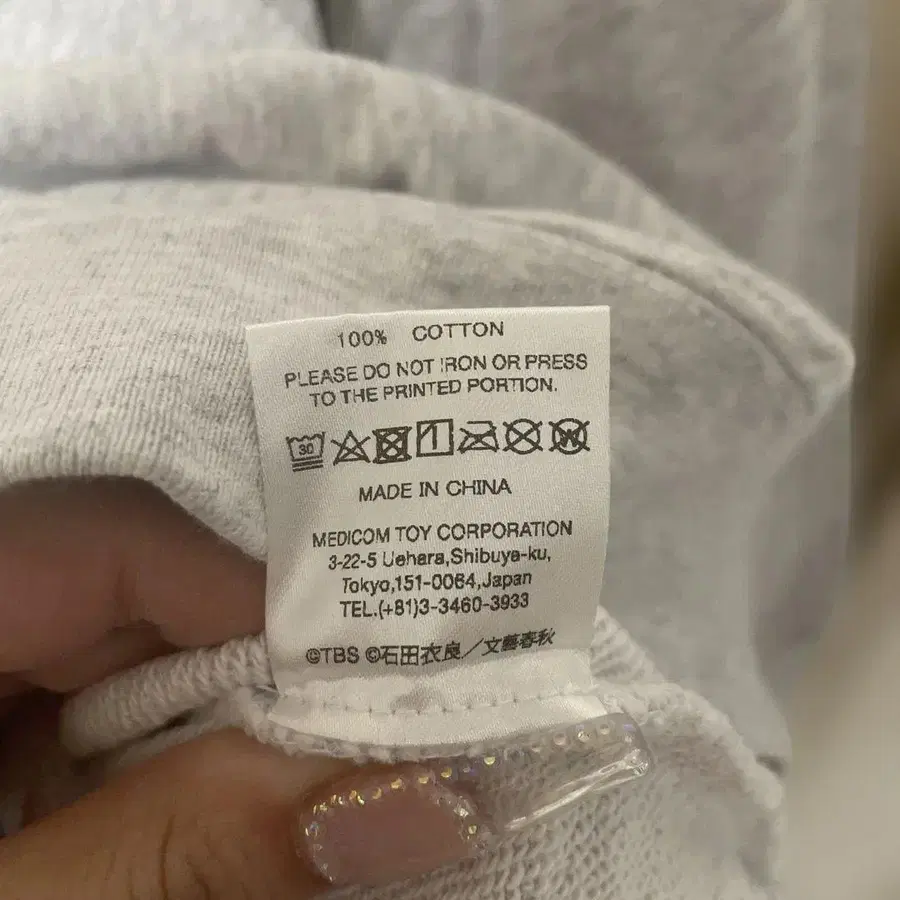 100% COTTON
PLEASE DO NOT IRON OR PRESS
TO THE PRINTED PORTION.
30 1 W
MADE IN CHINA
MEDICOM TOY CORPORATION
3-22-5 Uehara,Shibuya-ku,
Tokyo,151-0064,Japan
TEL.(+81)3-3460-3933
©TBS ©石田衣良/文藝春秋